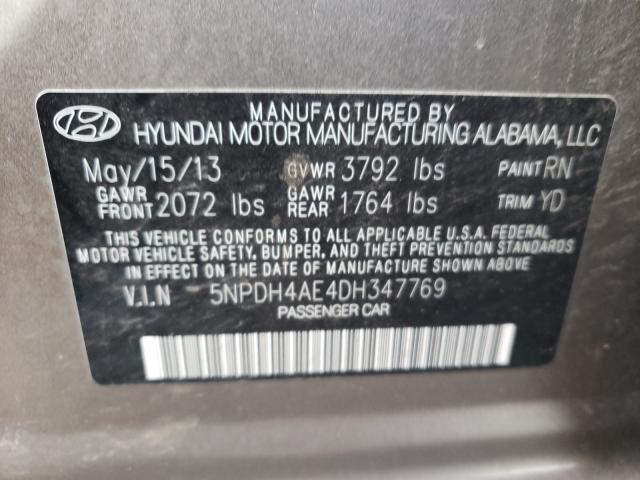 MANUFACTURED BY
HYUNDAI MOTOR MANUFACTURING ALABAMA, LLC
May/15/13 GVWR 3792 lbs PAINT RN
GAWR FRONT 2072 lbs GAWR REAR 1764 lbs TRIM YD
THIS VEHICLE CONFORMS TO ALL APPLICABLE U.S.A. FEDERAL
MOTOR VEHICLE SAFETY, BUMPER, AND THEFT PREVENTION STANDARDS
IN EFFECT ON THE DATE OF MANUFACTURE SHOWN ABOVE.
V.I.N 5NPDH4AE4DH347769
PASSENGER CAR